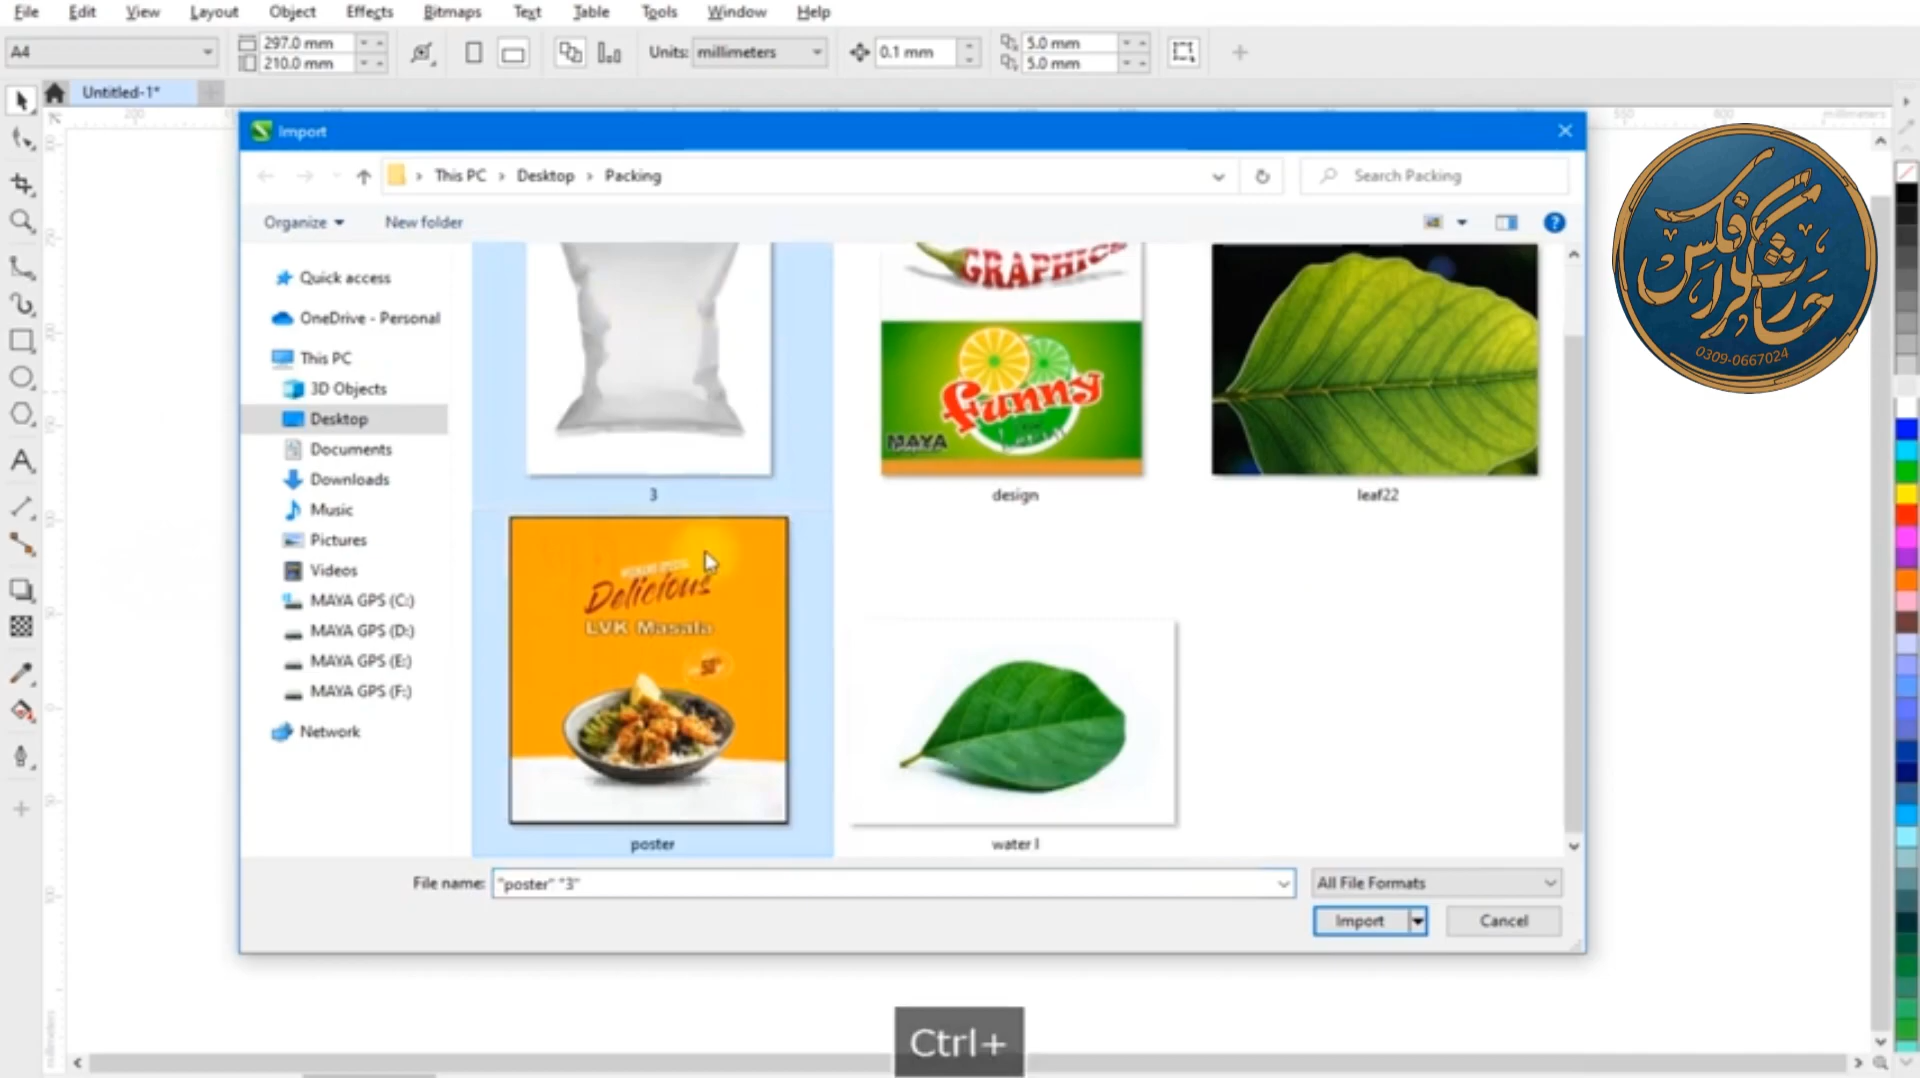 File Edit View Layout Object Effects Bitmaps Text Table Tools Window Help
A4 297.0 mm 210.0 mm Units: millimeters 0.1 mm 5.0 mm 5.0 mm
Untitled-1*
Import
This PC > Desktop > Packing Search Packing
Organize New folder
Quick access
OneDrive - Personal
This PC
3D Objects
Desktop
Documents
Downloads
Music
Pictures
Videos
MAYA GPS (C:)
MAYA GPS (D:)
MAYA GPS (E:)
MAYA GPS (F:)
Network
GRAPHICS
Funny
MAYA
3 design leaf22
Delicious
LVK Masala
50
poster water l
File name: "poster" "3" All File Formats
Import Cancel
Ctrl+
0309-0667024